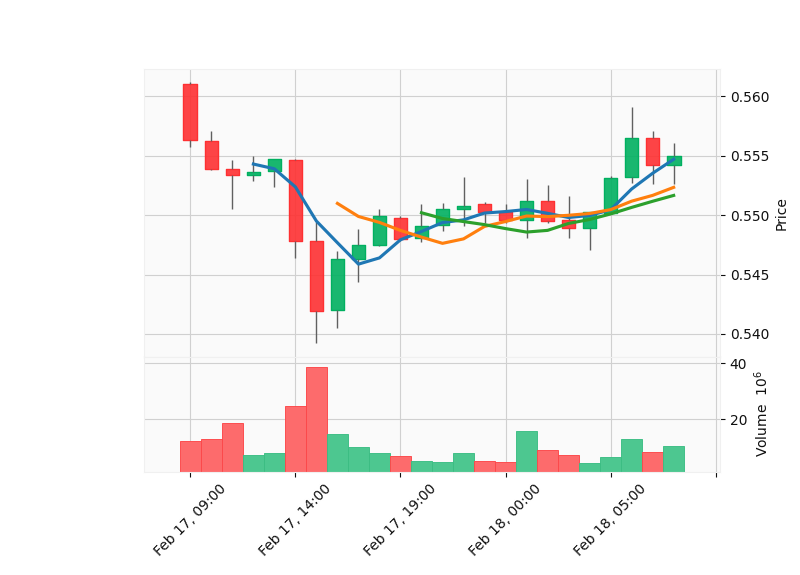 0.560
0.555
0.550
0.545
0.540
Price
40
20
Volume 10^6
Feb 17, 09:00
Feb 17, 14:00
Feb 17, 19:00
Feb 18, 00:00
Feb 18, 05:00